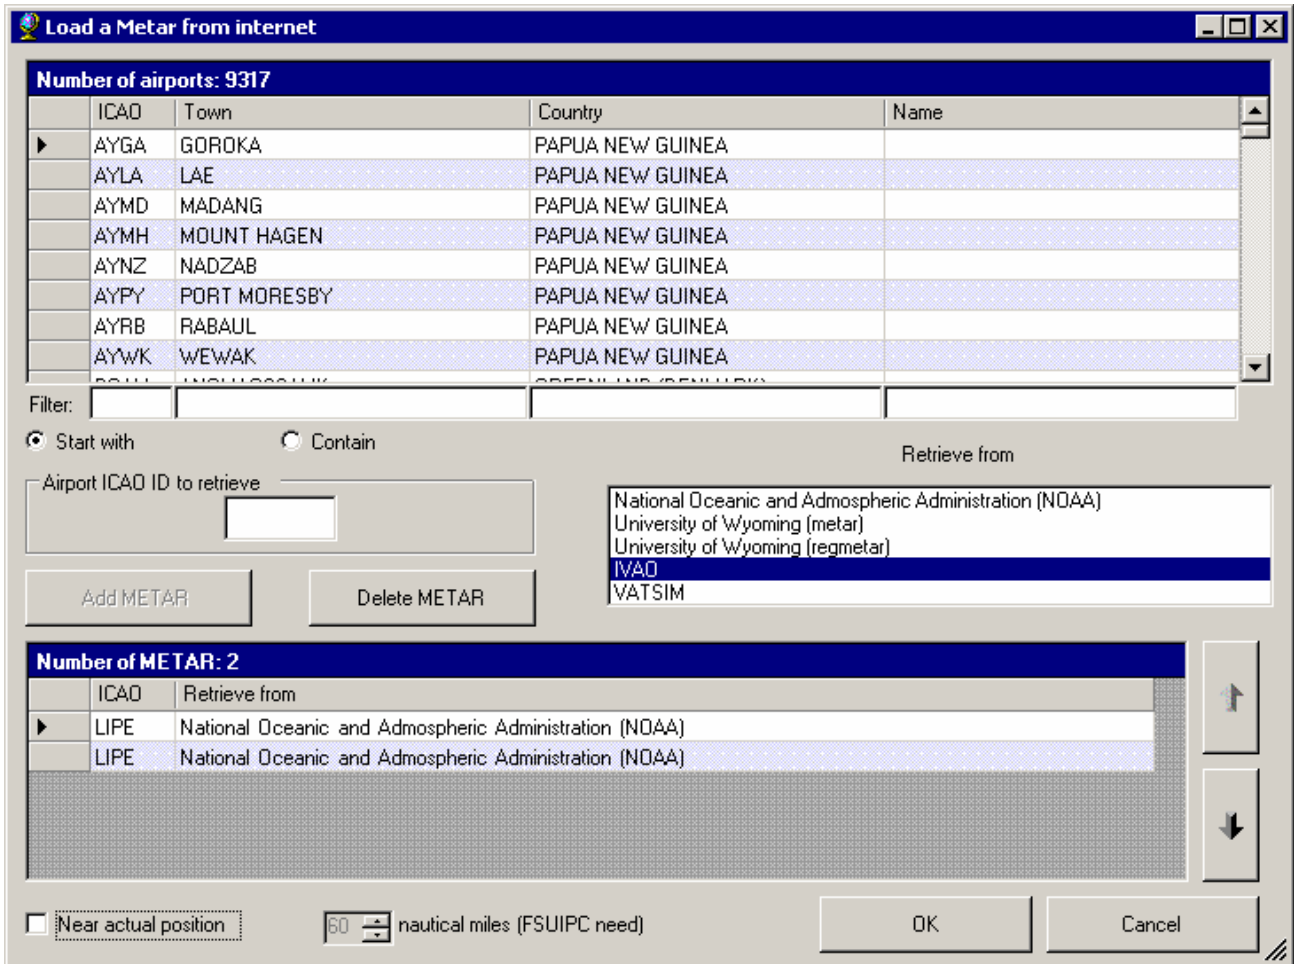 Load a Metar from internet
Number of airports: 9317
ICAO Town Country Name
AYGA GOROKA PAPUA NEW GUINEA
AYLA LAE PAPUA NEW GUINEA
AYMD MADANG PAPUA NEW GUINEA
AYMH MOUNT HAGEN PAPUA NEW GUINEA
AYNZ NADZAB PAPUA NEW GUINEA
AYPY PORT MORESBY PAPUA NEW GUINEA
AYRB RABAUL PAPUA NEW GUINEA
AYWK WEWAK PAPUA NEW GUINEA
GREENLAND (DENMARK)
Filter:
Start with Contain
Retrieve from
Airport ICAO ID to retrieve
National Oceanic and Admospheric Administration (NOAA)
University of Wyoming (metar)
University of Wyoming (regmetar)
IVAO
VATSIM
Add METAR Delete METAR
Number of METAR: 2
ICAO Retrieve from
LIPE National Oceanic and Admospheric Administration (NOAA)
LIPE National Oceanic and Admospheric Administration (NOAA)
Near actual position 60 nautical miles (FSUIPC need) OK Cancel